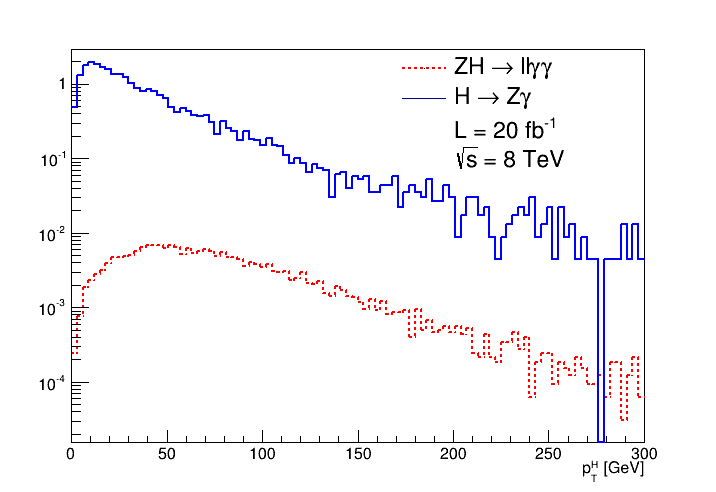 ZH → llγγ
H → Zγ
L = 20 fb⁻¹
√s = 8 TeV
1
10⁻¹
10⁻²
10⁻³
10⁻⁴
0 50 100 150 200 250 300
p_T^H [GeV]